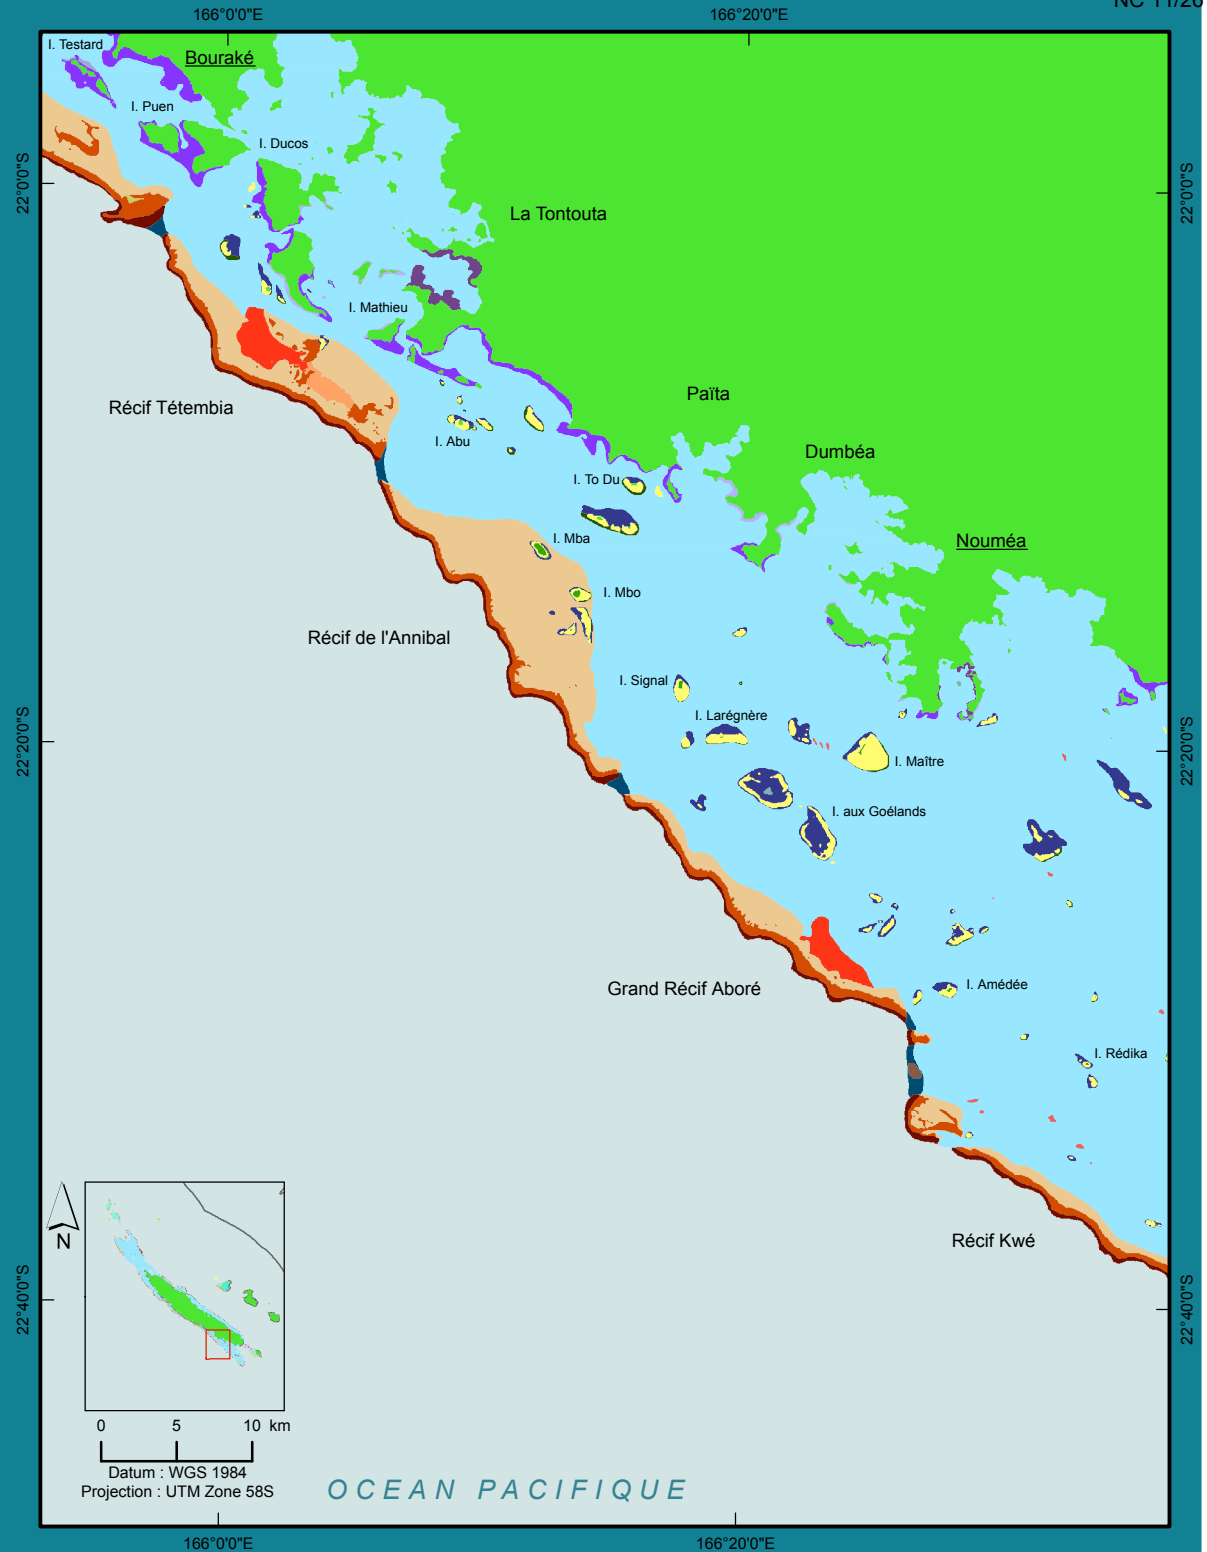 NC 11/26
166°0'0"E
166°20'0"E
I. Testard
Bouraké
I. Puen
I. Ducos
22°0'0"S
22°0'0"S
La Tontouta
I. Mathieu
Récif Tétembia
Païta
I. Abu
Dumbéa
I. To Du
I. Mba
Nouméa
I. Mbo
Récif de l'Annibal
I. Signal
I. Larégnère
22°20'0"S
22°20'0"S
I. Maître
I. aux Goélands
Grand Récif Aboré
I. Amédée
I. Rédika
N
Récif Kwé
22°40'0"S
22°40'0"S
0 5 10 km
Datum : WGS 1984
Projection : UTM Zone 58S
OCEAN PACIFIQUE
166°0'0"E
166°20'0"E